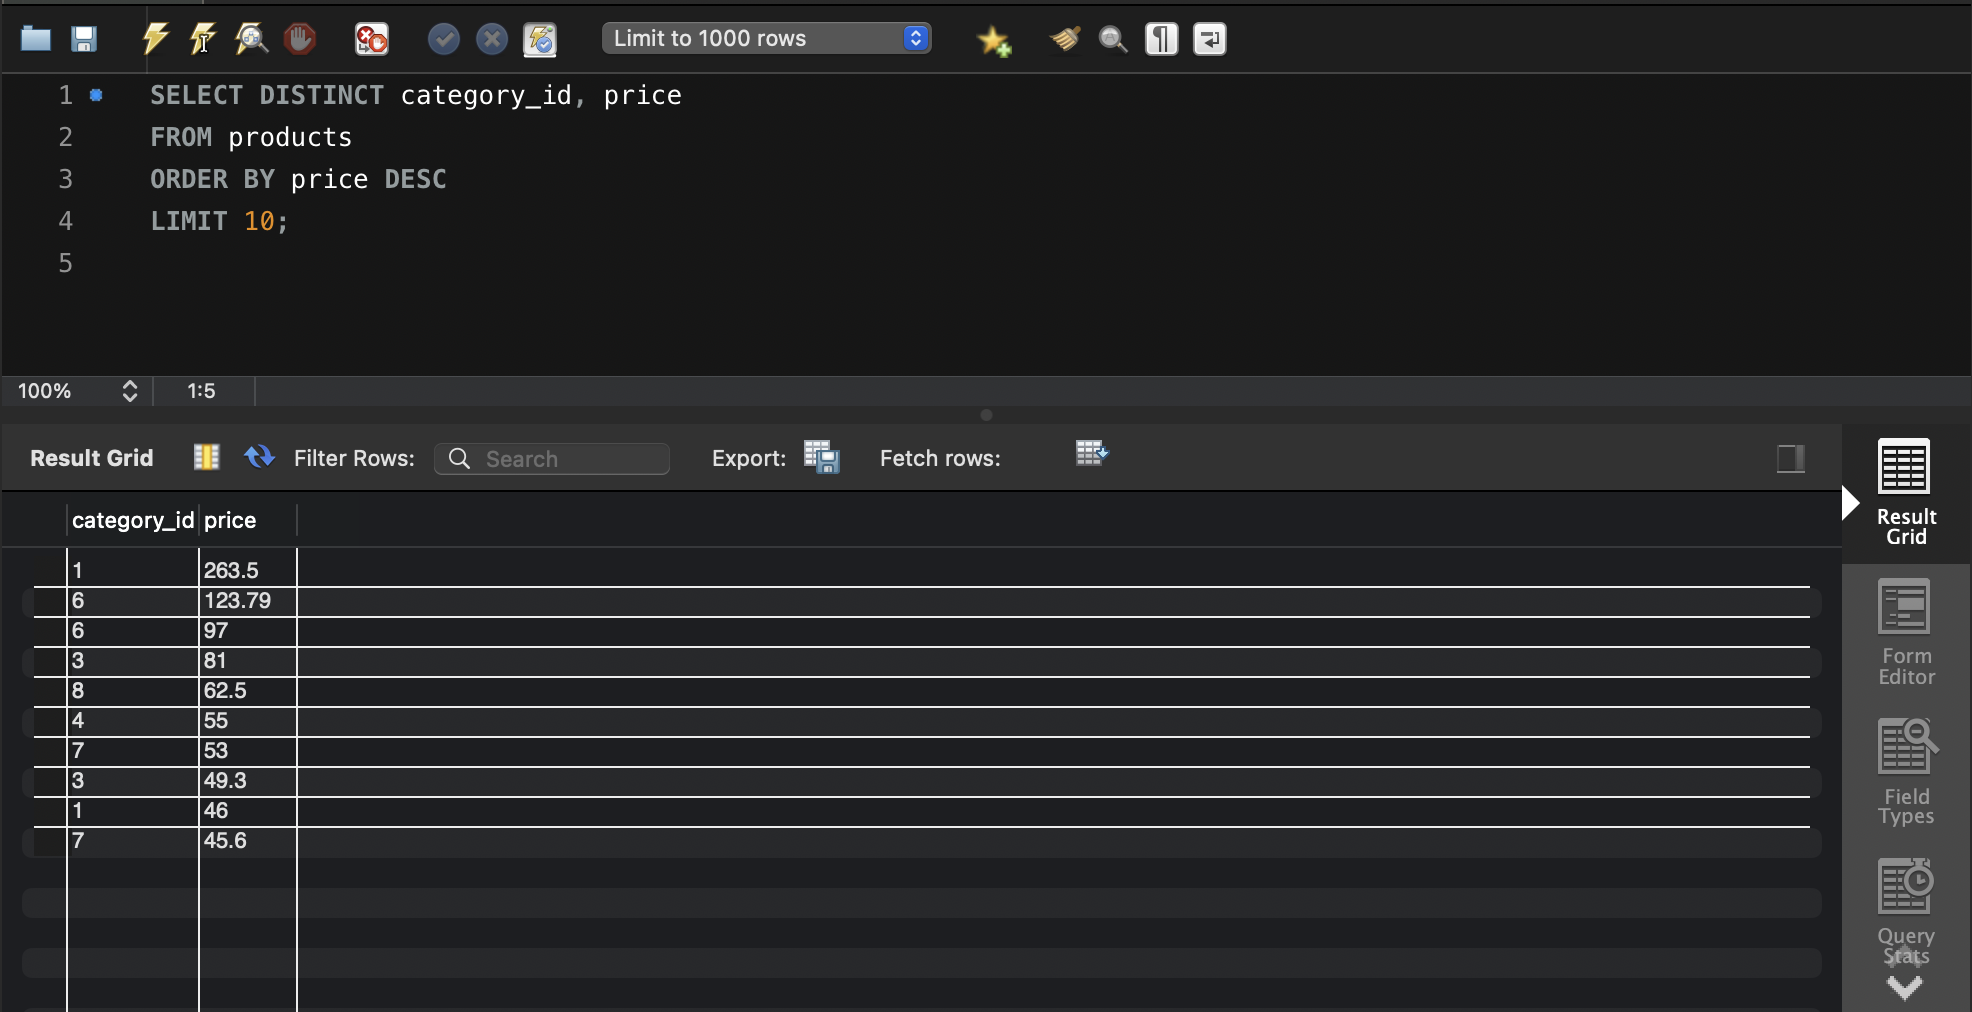 Limit to 1000 rows
1 SELECT DISTINCT category_id, price
2 FROM products
3 ORDER BY price DESC
4 LIMIT 10;
5
100% 1:5
Result Grid Filter Rows: Search Export: Fetch rows:
category_id price
1 263.5
6 123.79
6 97
3 81
8 62.5
4 55
7 53
3 49.3
1 46
7 45.6
Result
Grid
Form
Editor
Field
Types
Query
Stats